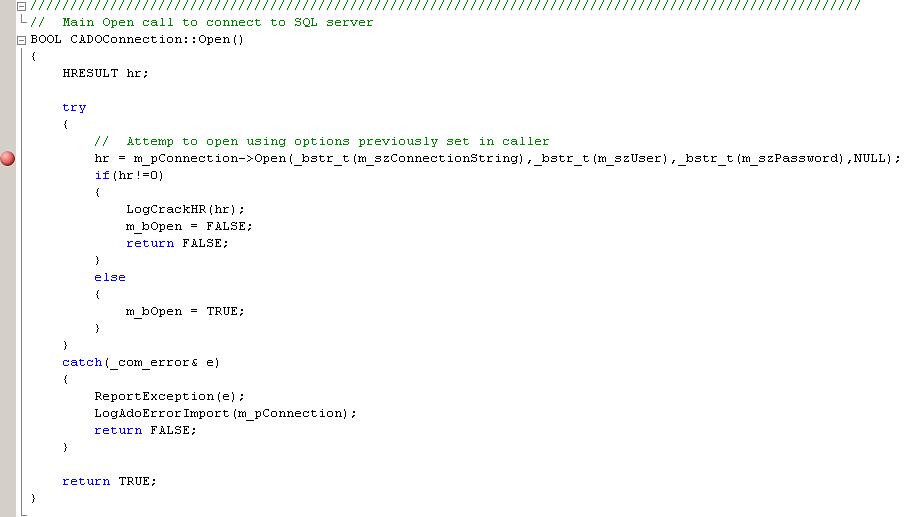 ////////////////////////////////////////////////////////////////////////////////////////////////////////
//  Main Open call to connect to SQL server
BOOL CADOConnection::Open()
{
    HRESULT hr;

    try
    {
        //  Attemp to open using options previously set in caller
        hr = m_pConnection->Open(_bstr_t(m_szConnectionString),_bstr_t(m_szUser),_bstr_t(m_szPassword),NULL);
        if(hr!=0)
        {
            LogCrackHR(hr);
            m_bOpen = FALSE;
            return FALSE;
        }
        else
        {
            m_bOpen = TRUE;
        }
    }
    catch(_com_error& e)
    {
        ReportException(e);
        LogAdoErrorImport(m_pConnection);
        return FALSE;
    }

    return TRUE;
}